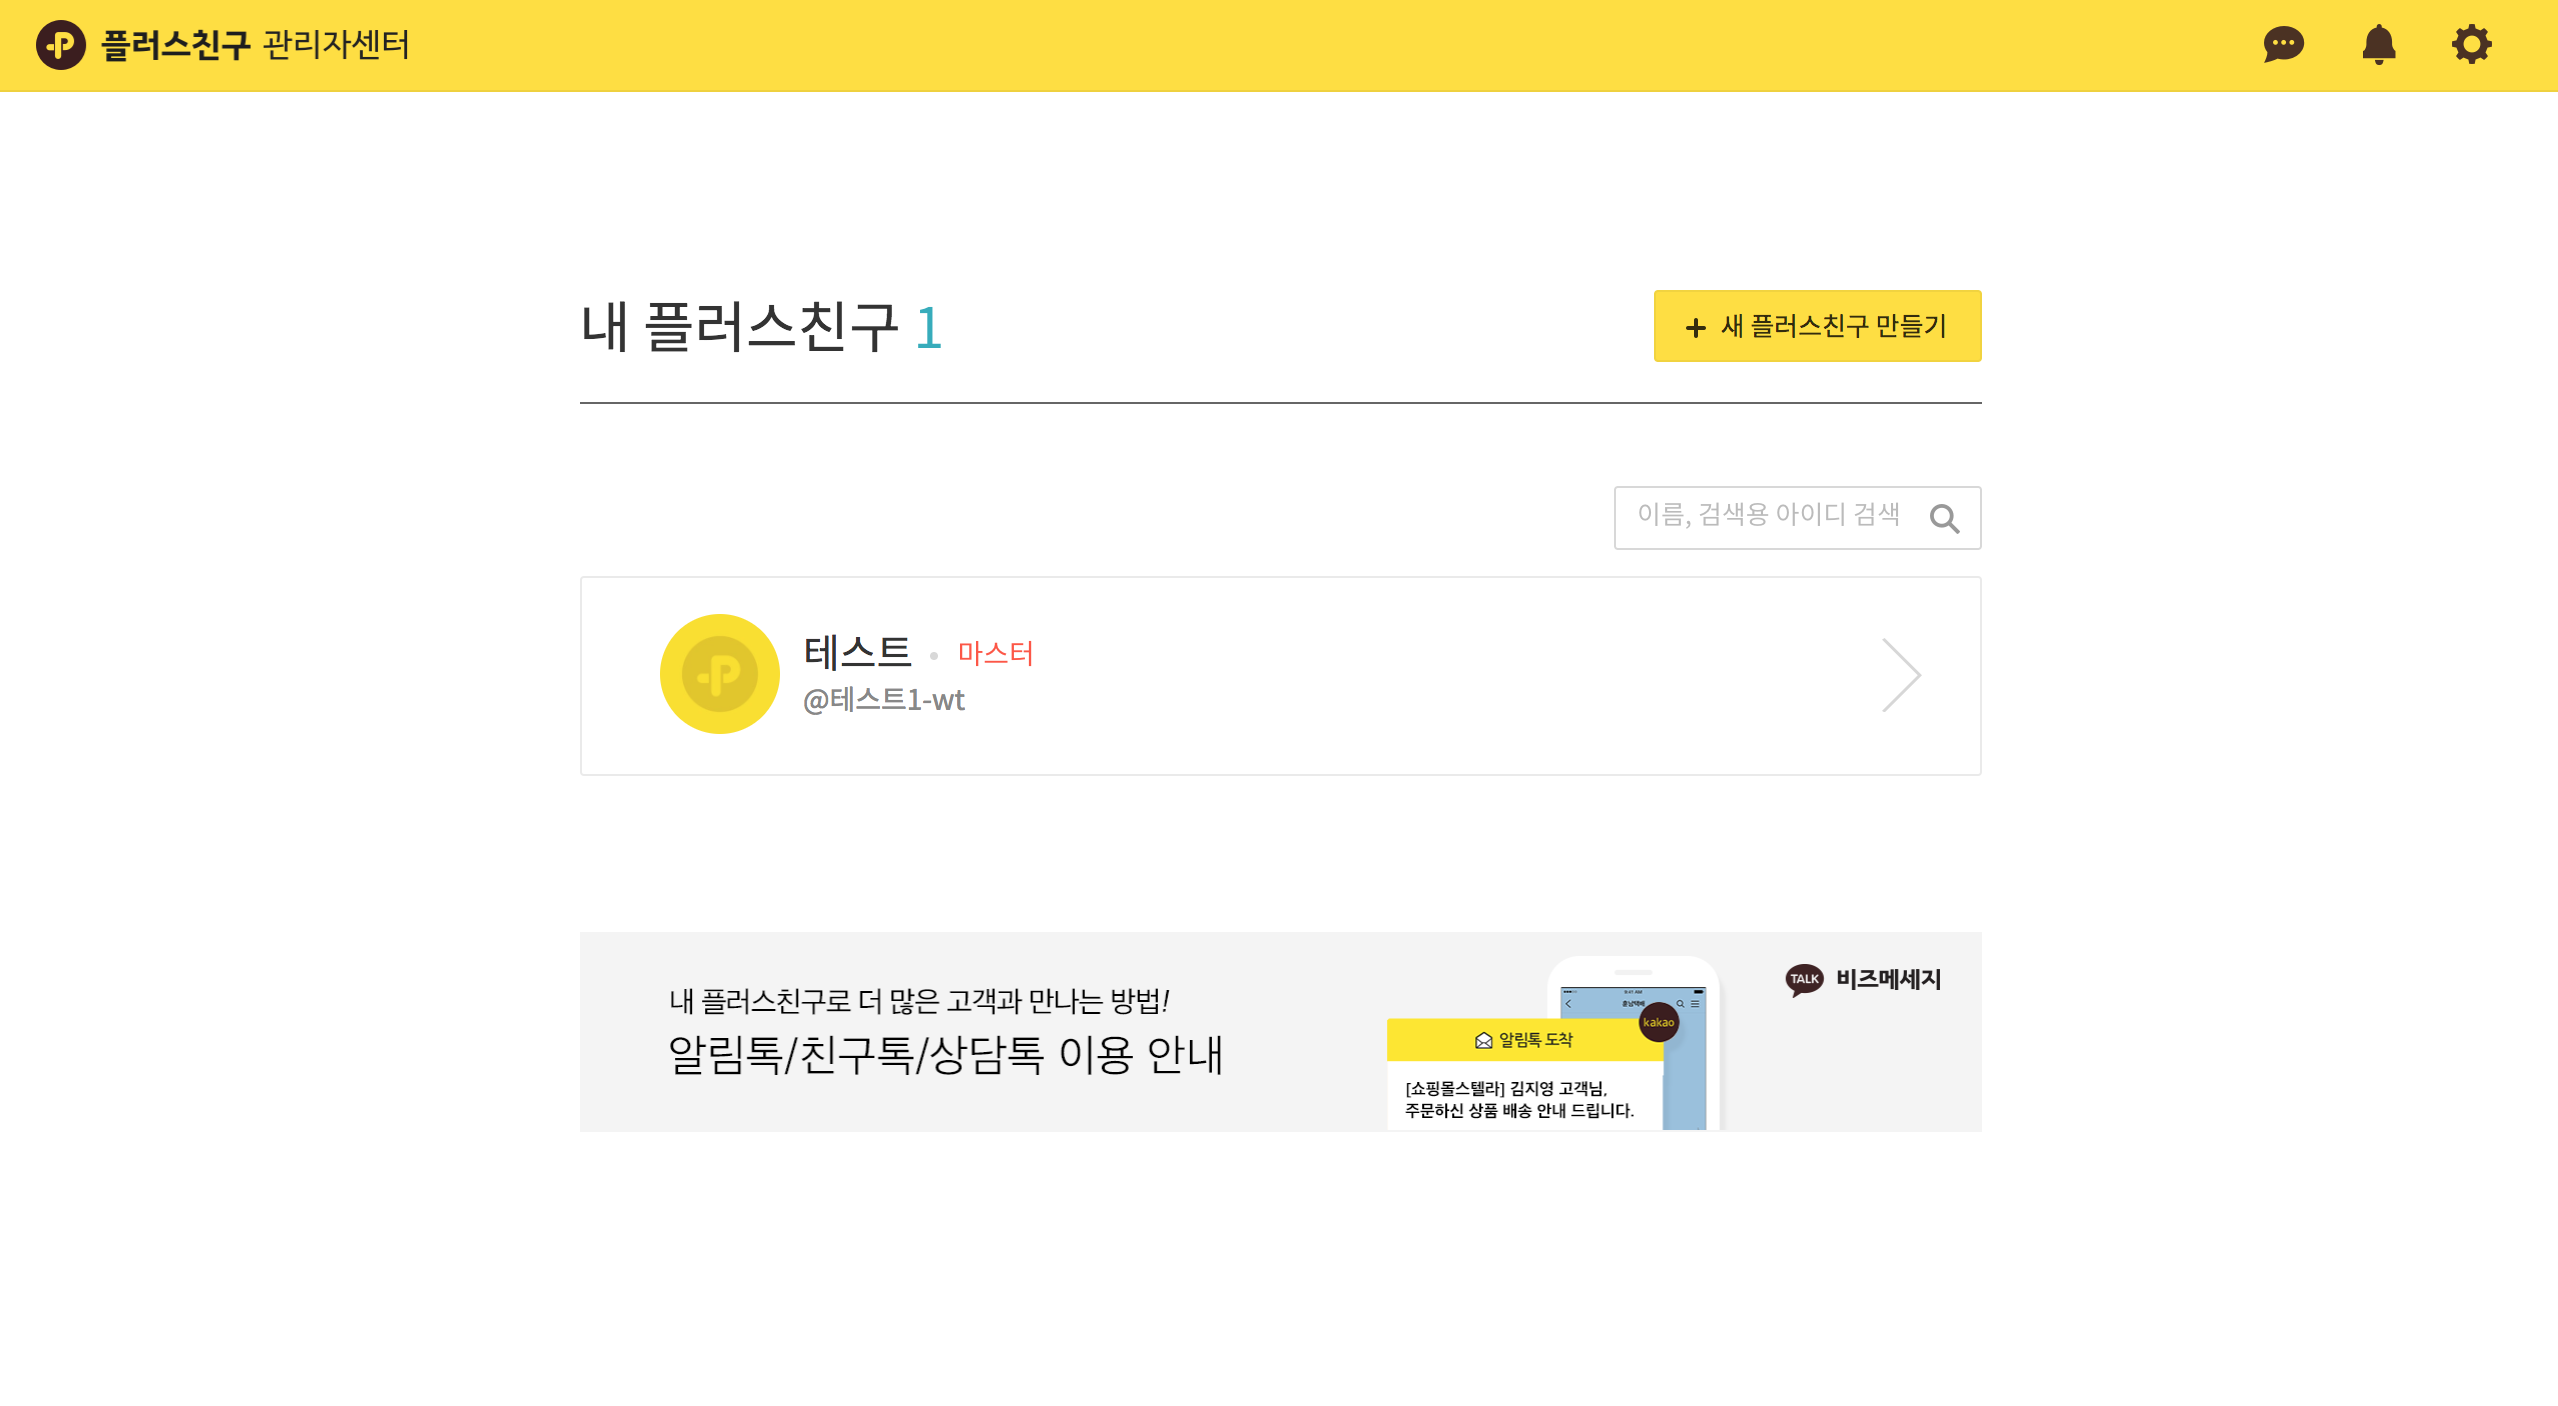 플러스친구 관리자센터
내 플러스친구 1
+ 새 플러스친구 만들기
이름, 검색용 아이디 검색
테스트 • 마스터
@테스트1-wt
내 플러스친구로 더 많은 고객과 만나는 방법!
알림톡/친구톡/상담톡 이용 안내
TALK 비즈메세지
kakao
알림톡 도착
[쇼핑몰스텔라] 김지영 고객님,
주문하신 상품 배송 안내 드립니다.